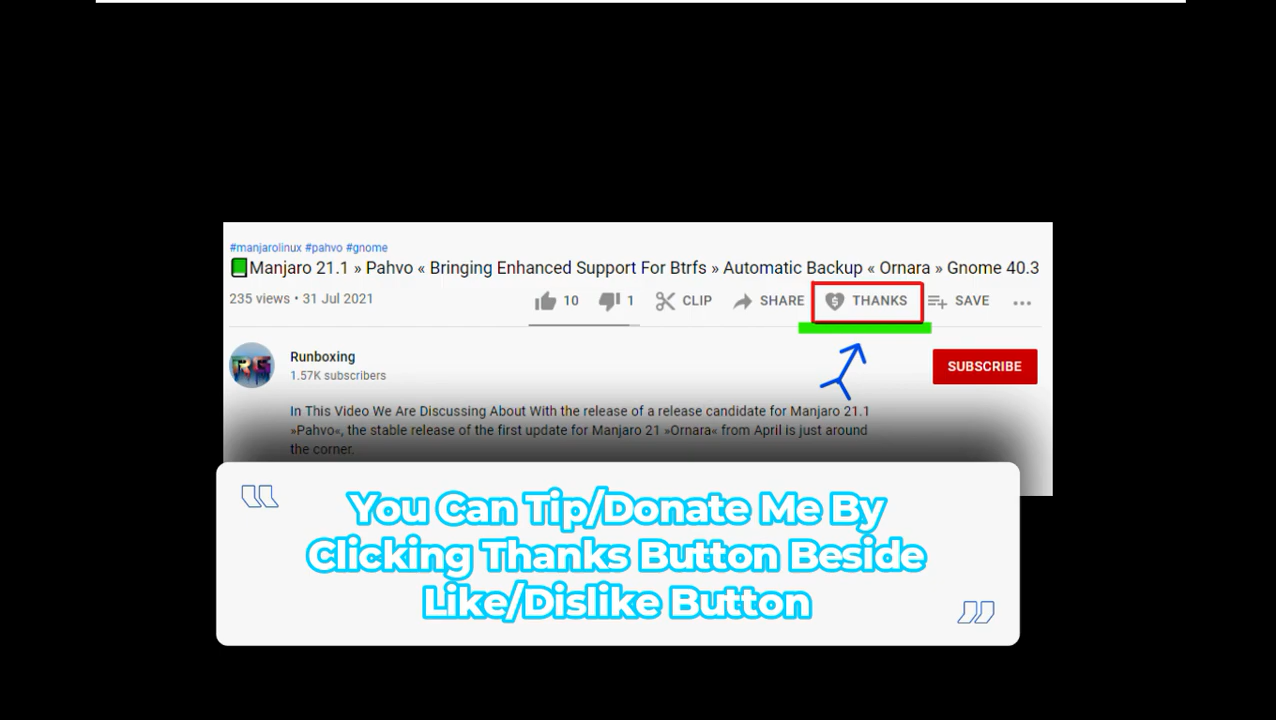 #manjarolinux #pahvo #gnome
📗Manjaro 21.1 » Pahvo « Bringing Enhanced Support For Btrfs » Automatic Backup « Ornara » Gnome 40.3
235 views • 31 Jul 2021 10 1 CLIP SHARE $ THANKS SAVE ...
RG
Runboxing
1.57K subscribers
SUBSCRIBE
In This Video We Are Discussing About With the release of a release candidate for Manjaro 21.1
»Pahvo«, the stable release of the first update for Manjaro 21 »Ornara« from April is just around
the corner.
You Can Tip/Donate Me By
Clicking Thanks Button Beside
Like/Dislike Button